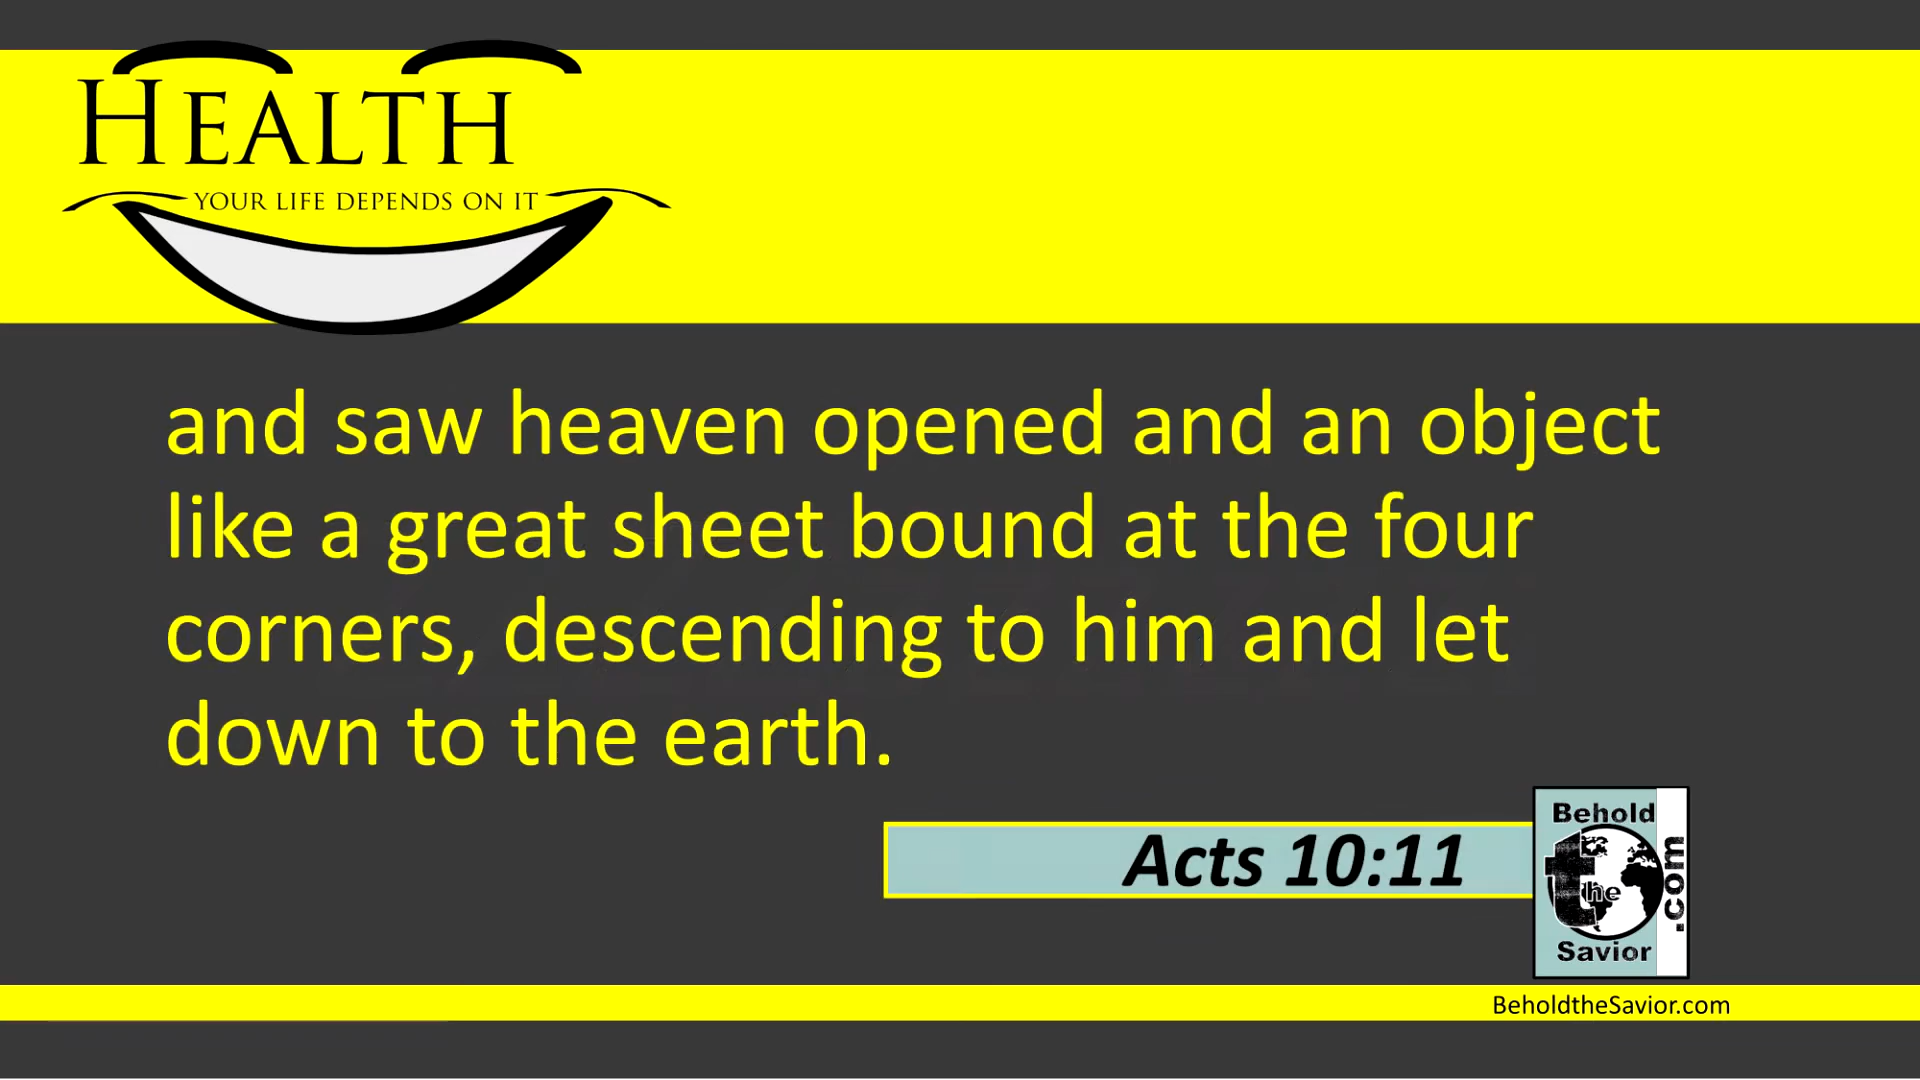 HEALTH
YOUR LIFE DEPENDS ON IT
and saw heaven opened and an object
like a great sheet bound at the four
corners, descending to him and let
down to the earth.
Acts 10:11
Behold
the
Savior
.com
BeholdtheSavior.com